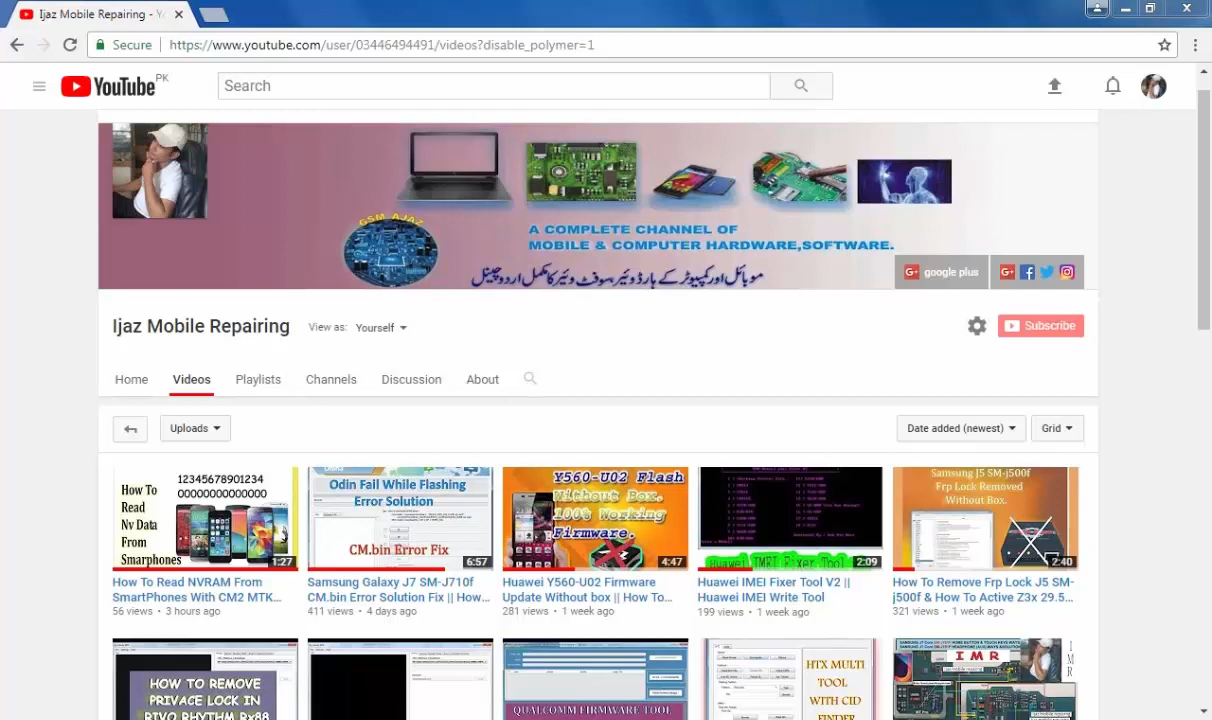 Ijaz Mobile Repairing - Y
Secure
https://www.youtube.com/user/03446494491/videos?disable_polymer=1
YouTube PK
Search
GSM AJAZ
A COMPLETE CHANNEL OF
MOBILE & COMPUTER HARDWARE,SOFTWARE.
موبائل اور کمپیوٹر کے ہارڈوئیر،سوفٹ وئیر کا مکمل اردو چینل
google plus
Ijaz Mobile Repairing
View as: Yourself
Subscribe
Home Videos Playlists Channels Discussion About
Uploads
Date added (newest)
Grid
12345678901234
00000000000000
How To
Read
Nv Data
From
Smartphones
1:27
How To Read NVRAM From
SmartPhones With CM2 MTK...
56 views • 3 hours ago
Odin Fail While Flashing
Error Solution
CM.bin Error Fix
6:57
Samsung Galaxy J7 SM-J710f
CM.bin Error Solution Fix || How...
411 views • 4 days ago
Y560-U02 Flash
Without Box.
100% Working
Firmware.
4:47
Huawei Y560-U02 Firmware
Update Without box || How To...
281 views • 1 week ago
Huawei IMEI Fixer Tool
2:09
Huawei IMEI Fixer Tool V2 ||
Huawei IMEI Write Tool
199 views • 1 week ago
Samsung J5 SM-j500f
Frp Lock Removed
Without Box.
2:40
How To Remove Frp Lock J5 SM-
j500f & How To Active Z3x 29.5...
321 views • 1 week ago
HOW TO REMOVE
PRIVACE LOCK IN
RIVO RHYTHM Rx88
QUALCOMM FIRMWARE TOOL
HTX MULTI
TOOL
WITH CID
FINDER
I M R